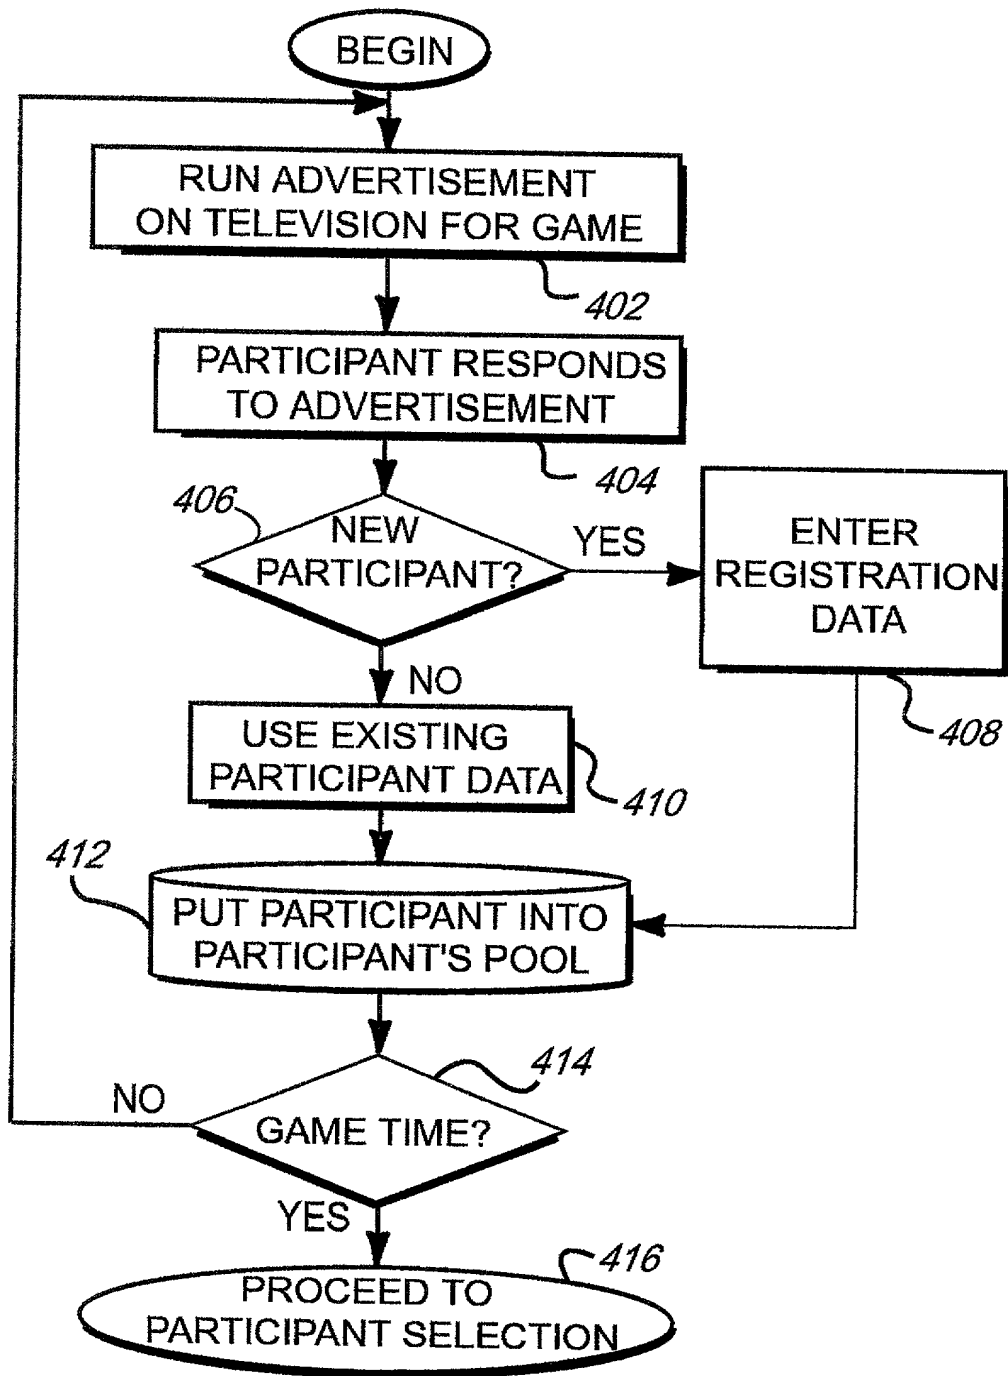 BEGIN
RUN ADVERTISEMENT
ON TELEVISION FOR GAME
402
PARTICIPANT RESPONDS
TO ADVERTISEMENT
404
406
NEW
PARTICIPANT?
YES
ENTER
REGISTRATION
DATA
408
NO
USE EXISTING
PARTICIPANT DATA
410
412
PUT PARTICIPANT INTO
PARTICIPANT'S POOL
414
NO
GAME TIME?
YES
416
PROCEED TO
PARTICIPANT SELECTION